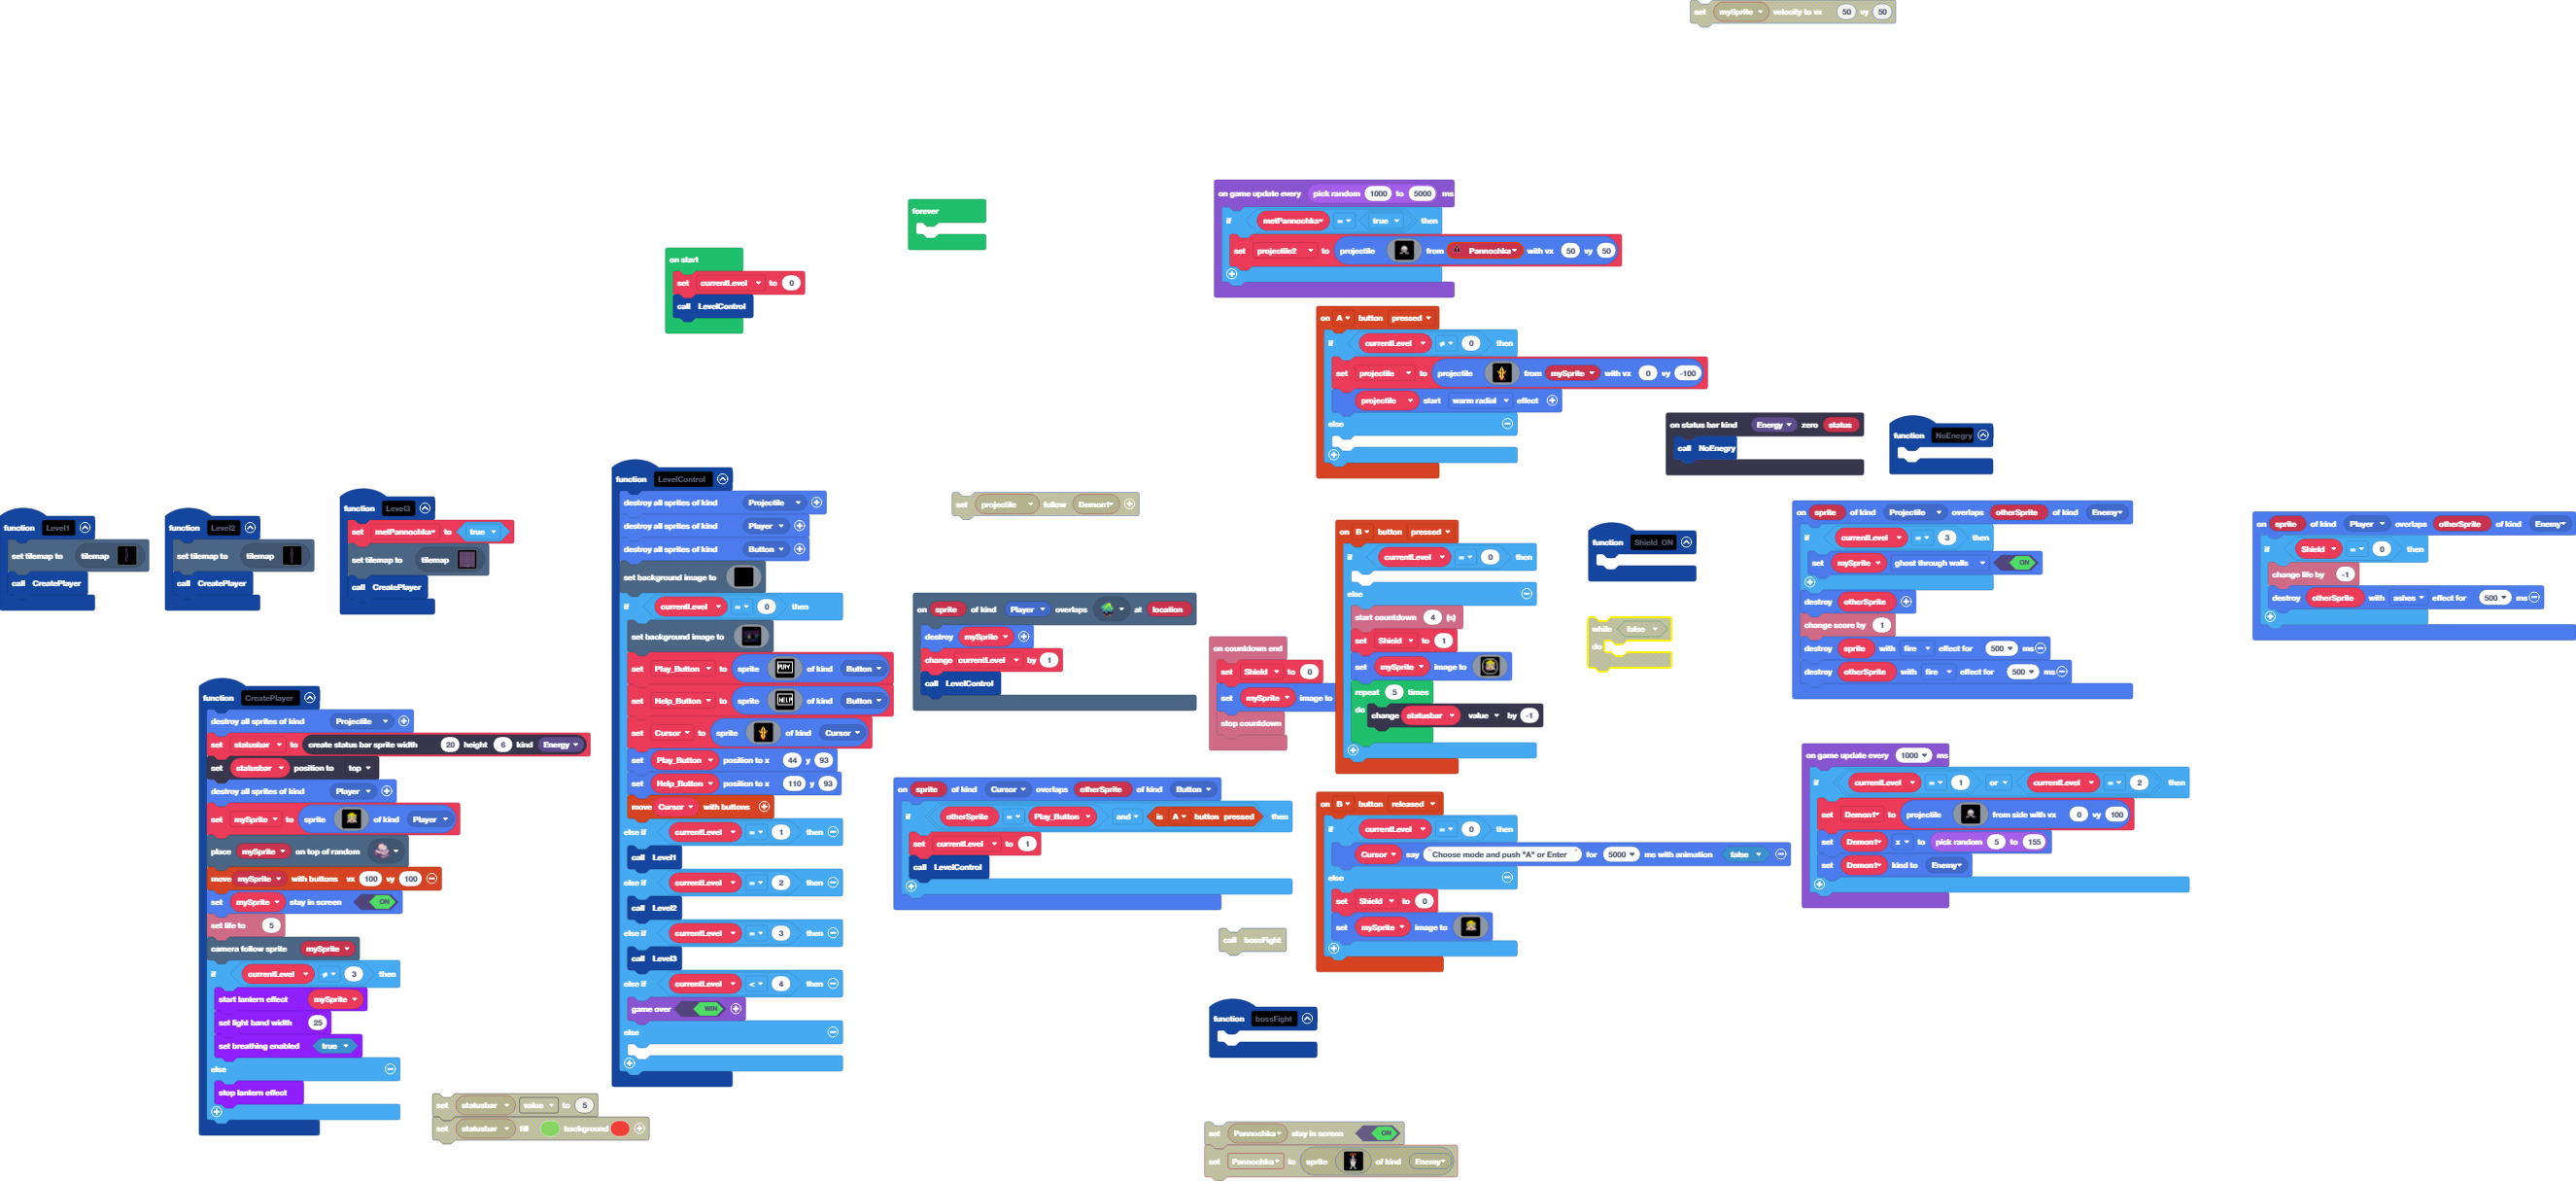 set mySprite velocity to vx 50 vy 50
on game update every pick random 1000 to 5000 ms
if metPannochka = true then
set projectile2 to projectile from Pannochka with vx 50 vy 50
forever
on start
set currentLevel to 0
call LevelControl
on A button pressed
if currentLevel ≠ 0 then
set projectile to projectile from mySprite with vx 0 vy -100
projectile start warm radial effect
else
on status bar kind Energy zero status
call NoEnegry
function NoEnegry
function Level1
set tilemap to tilemap
call CreatePlayer
function Level2
set tilemap to tilemap
call CreatePlayer
function Level3
set metPannochka to true
set tilemap to tilemap
call CreatePlayer
function LevelControl
destroy all sprites of kind Projectile
destroy all sprites of kind Player
destroy all sprites of kind Button
set background image to
if currentLevel = 0 then
set background image to
set Play_Button to sprite PLAY of kind Button
set Help_Button to sprite HELP of kind Button
set Cursor to sprite of kind Cursor
set Play_Button position to x 44 y 93
set Help_Button position to x 110 y 93
move Cursor with buttons
else if currentLevel = 1 then
call Level1
else if currentLevel = 2 then
call Level2
else if currentLevel = 3 then
call Level3
else if currentLevel < 4 then
game over WIN
else
set projectile follow Demon1
on sprite of kind Player overlaps at location
destroy mySprite
change currentLevel by 1
call LevelControl
on countdown end
set Shield to 0
set mySprite image to
stop countdown
on B button pressed
if currentLevel = 0 then
else
start countdown 4 (s)
set Shield to 1
set mySprite image to
repeat 5 times
do change statusbar value by -1
function Shield ON
while false
do
on sprite of kind Projectile overlaps otherSprite of kind Enemy
if currentLevel = 3 then
set mySprite ghost through walls ON
destroy otherSprite
change score by 1
destroy sprite with fire effect for 500 ms
destroy otherSprite with fire effect for 500 ms
on sprite of kind Player overlaps otherSprite of kind Enemy
if Shield = 0 then
change life by -1
destroy otherSprite with ashes effect for 500 ms
function CreatePlayer
destroy all sprites of kind Projectile
set statusbar to create status bar sprite width 20 height 6 kind Energy
set statusbar position to top
destroy all sprites of kind Player
set mySprite to sprite of kind Player
place mySprite on top of random
move mySprite with buttons vx 100 vy 100
set mySprite stay in screen ON
set life to 5
camera follow sprite mySprite
if currentLevel ≠ 3 then
start lantern effect mySprite
set light band width 25
set breathing enabled true
else
stop lantern effect
on sprite of kind Cursor overlaps otherSprite of kind Button
if otherSprite = Play_Button and is A button pressed then
set currentLevel to 1
call LevelControl
on B button released
if currentLevel = 0 then
Cursor say "Choose mode and push "A" or Enter" for 5000 ms with animation false
else
set Shield to 0
set mySprite image to
on game update every 1000 ms
if currentLevel = 1 or currentLevel = 2 then
set Demon1 to projectile from side with vx 0 vy 100
set Demon1 x to pick random 5 to 155
set Demon1 kind to Enemy
call bossFight
function bossFight
set statusbar value to 5
set statusbar fill background
set Pannochka stay in screen ON
set Pannochka to sprite of kind Enemy